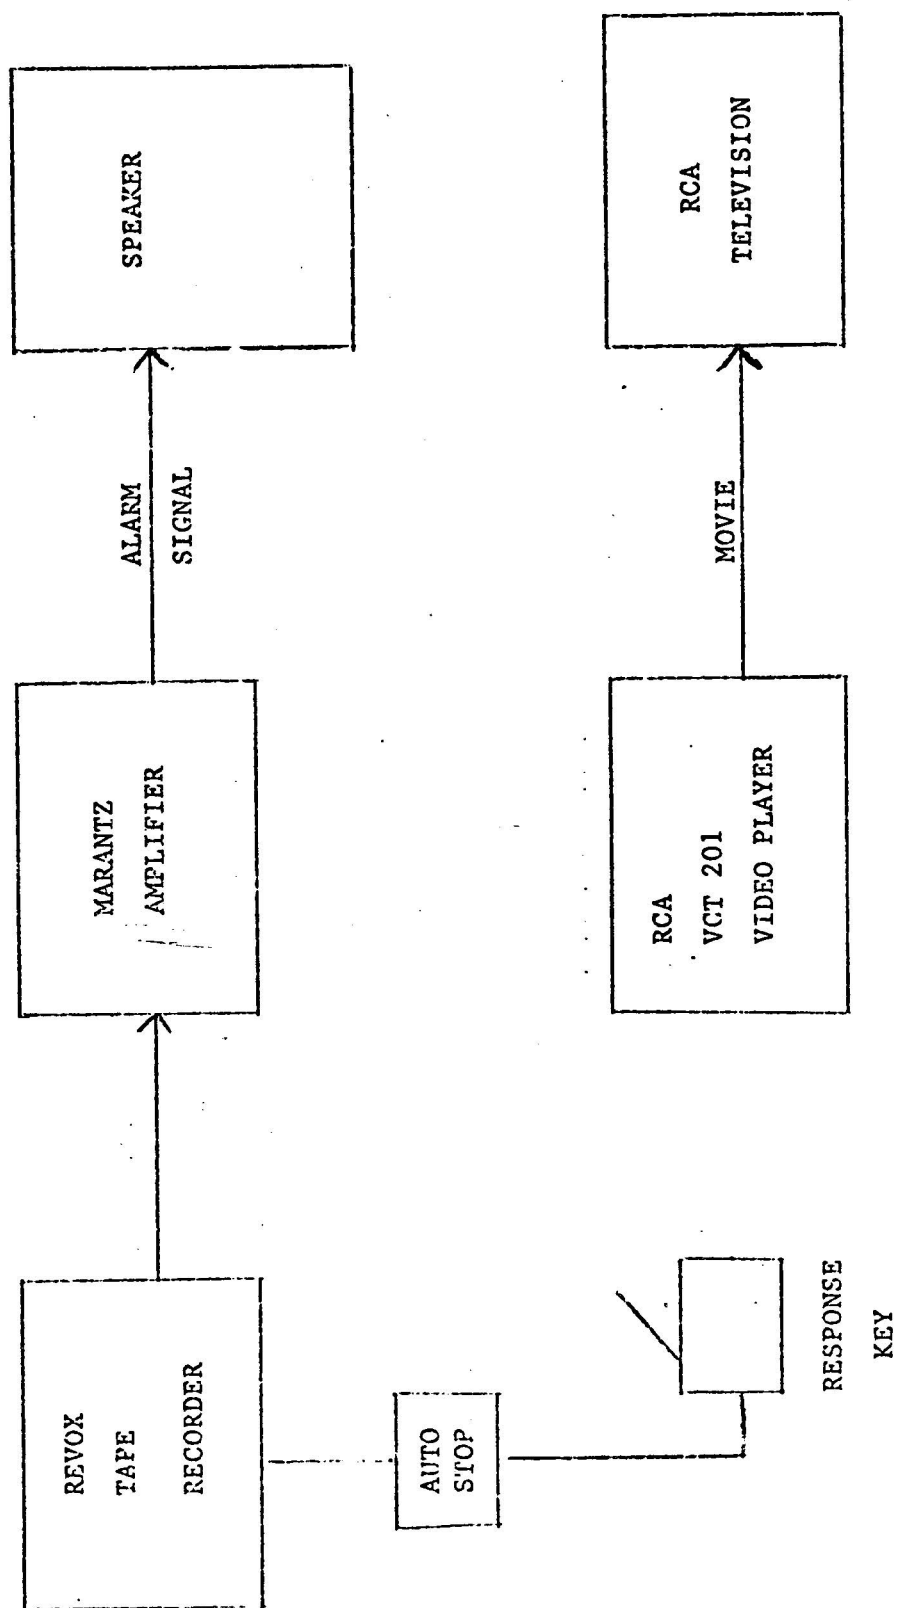 REVOX
TAPE
RECORDER
MARANTZ
AMPLIFIER
ALARM
SIGNAL
SPEAKER
AUTO
STOP
RESPONSE
KEY
RCA
VCT 201
VIDEO PLAYER
MOVIE
RCA
TELEVISION